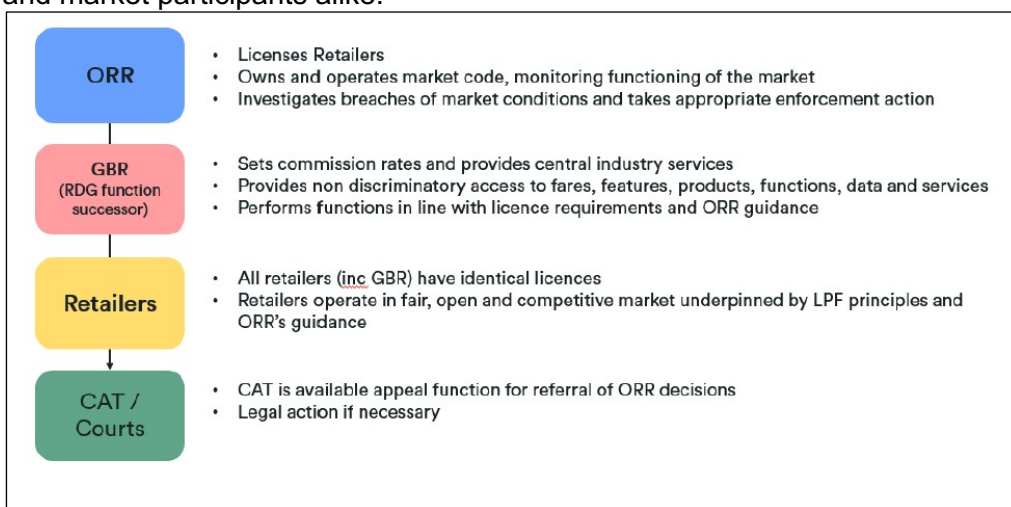 and market participants alike.
ORR
• Licenses Retailers
• Owns and operates market code, monitoring functioning of the market
• Investigates breaches of market conditions and takes appropriate enforcement action
GBR
(RDG function
successor)
• Sets commission rates and provides central industry services
• Provides non discriminatory access to fares, features, products, functions, data and services
• Performs functions in line with licence requirements and ORR guidance
Retailers
• All retailers (inc GBR) have identical licences
• Retailers operate in fair, open and competitive market underpinned by LPF principles and
ORR's guidance
CAT /
Courts
• CAT is available appeal function for referral of ORR decisions
• Legal action if necessary